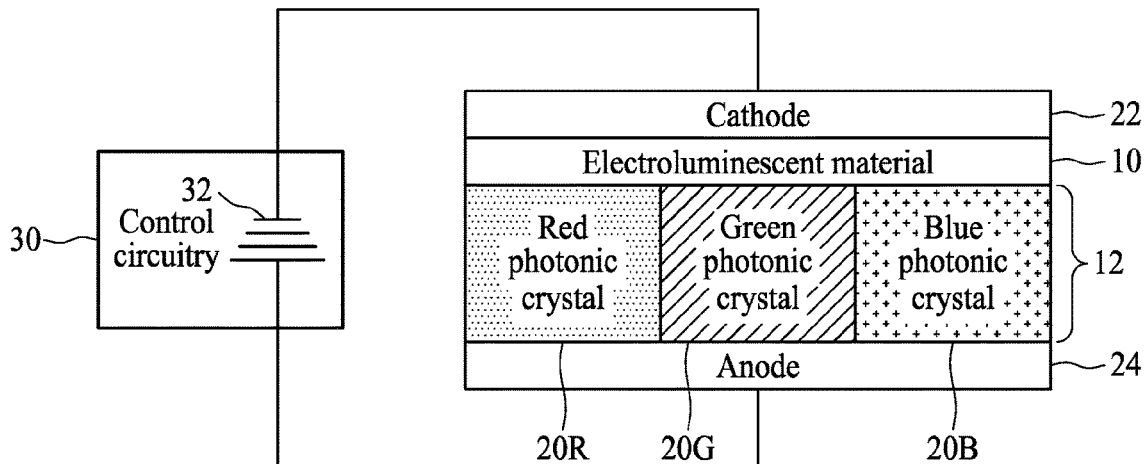 Cathode
22
Electroluminescent material
10
32
Control
circuitry
30
Red
photonic
crystal
Green
photonic
crystal
Blue
photonic
crystal
12
Anode
24
20R
20G
20B